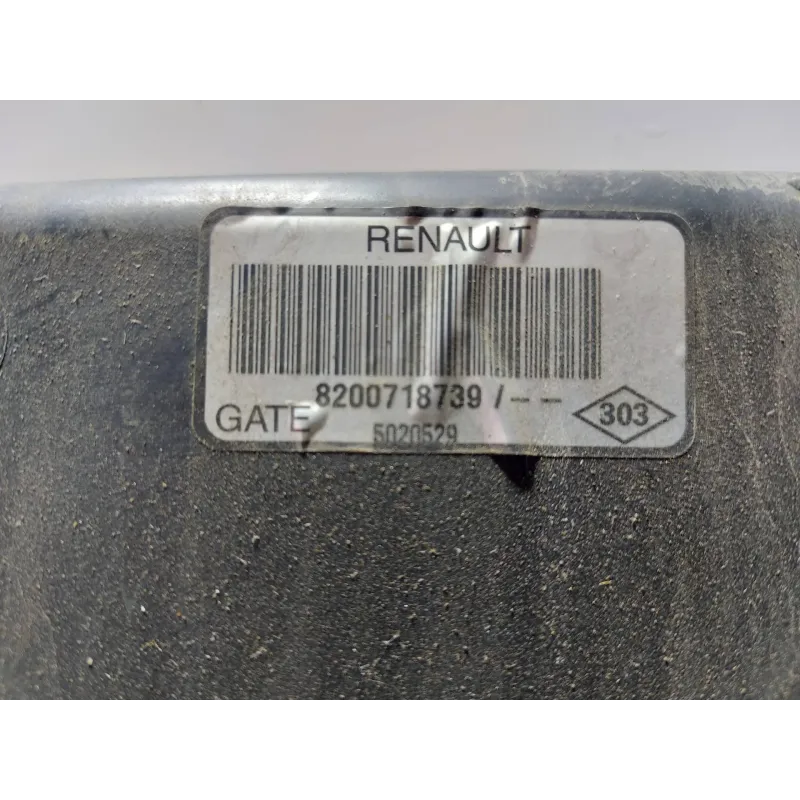 RENAULT
8200718739 /- -
GATE
5020529
303